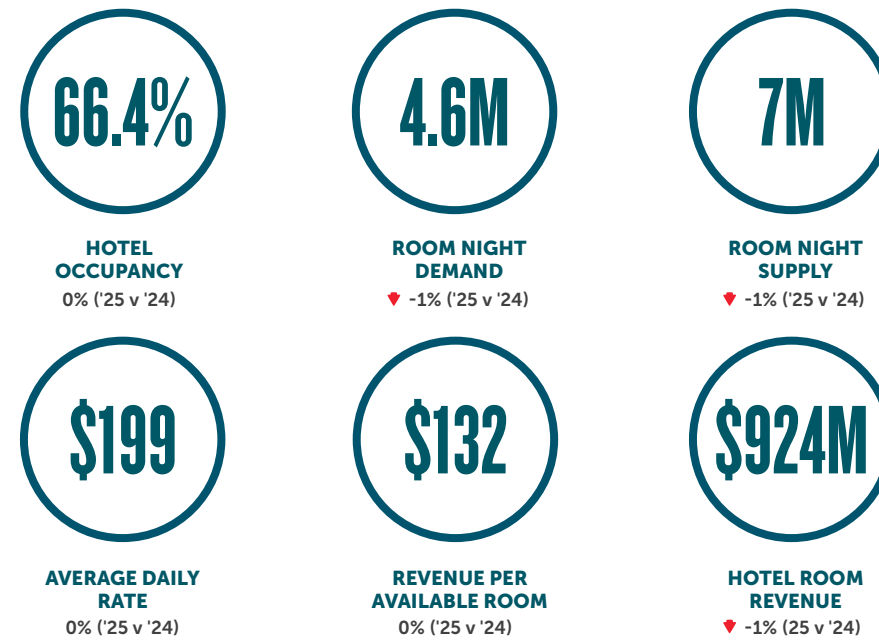 66.4%
4.6M
7M
HOTEL
OCCUPANCY
0% ('25 v '24)
ROOM NIGHT
DEMAND
-1% ('25 v '24)
ROOM NIGHT
SUPPLY
-1% ('25 v '24)
$199
$132
$924M
AVERAGE DAILY
RATE
0% ('25 v '24)
REVENUE PER
AVAILABLE ROOM
0% ('25 v '24)
HOTEL ROOM
REVENUE
-1% (25 v '24)